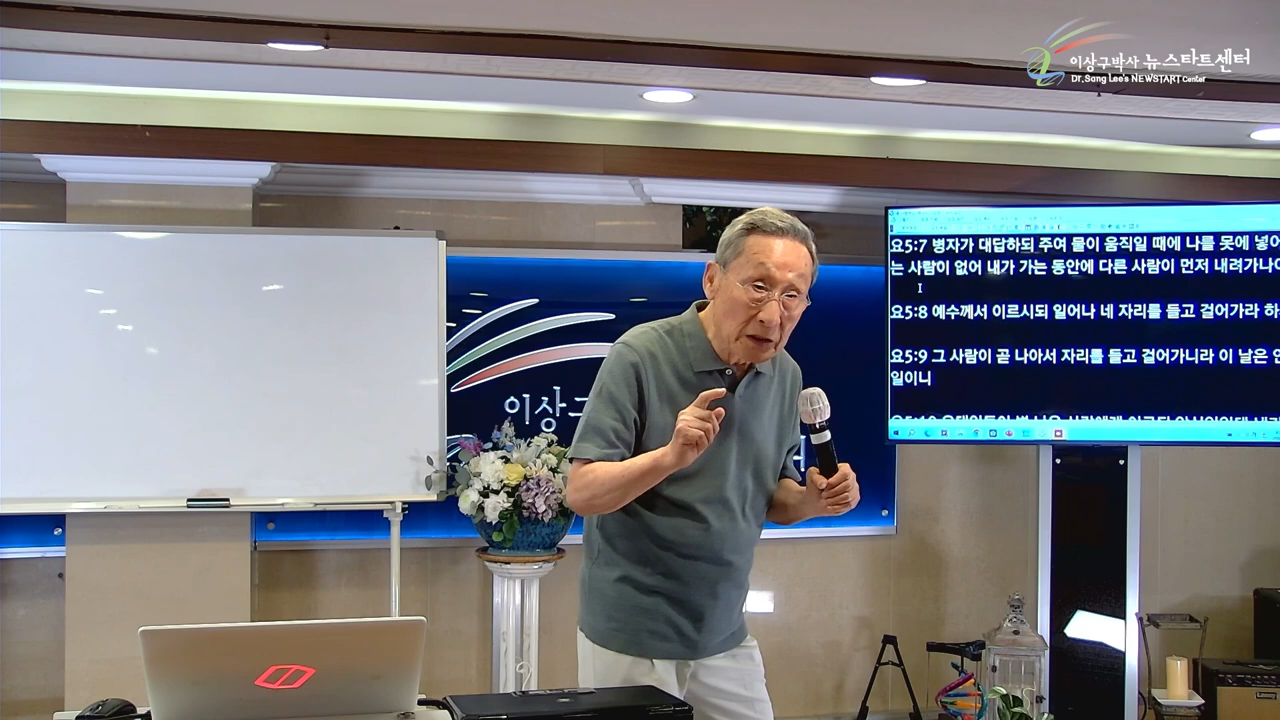 이상구박사 뉴스타트센터
Dr. Sang Lee's NEWSTART Center
요5:7 병자가 대답하되 주여 물이 움직일 때에 나를 못에 넣어
는 사람이 없어 내가 가는 동안에 다른 사람이 먼저 내려가나이
요5:8 예수께서 이르시되 일어나 네 자리를 들고 걸어가라 하
요5:9 그 사람이 곧 나아서 자리를 들고 걸어가니라 이 날은 안
일이니
이상구